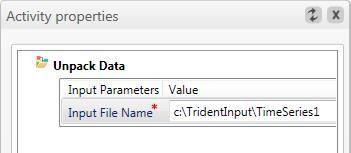 Activity properties
Unpack Data
Input Parameters Value
Input File Name* c:\TridentInput\TimeSeries1